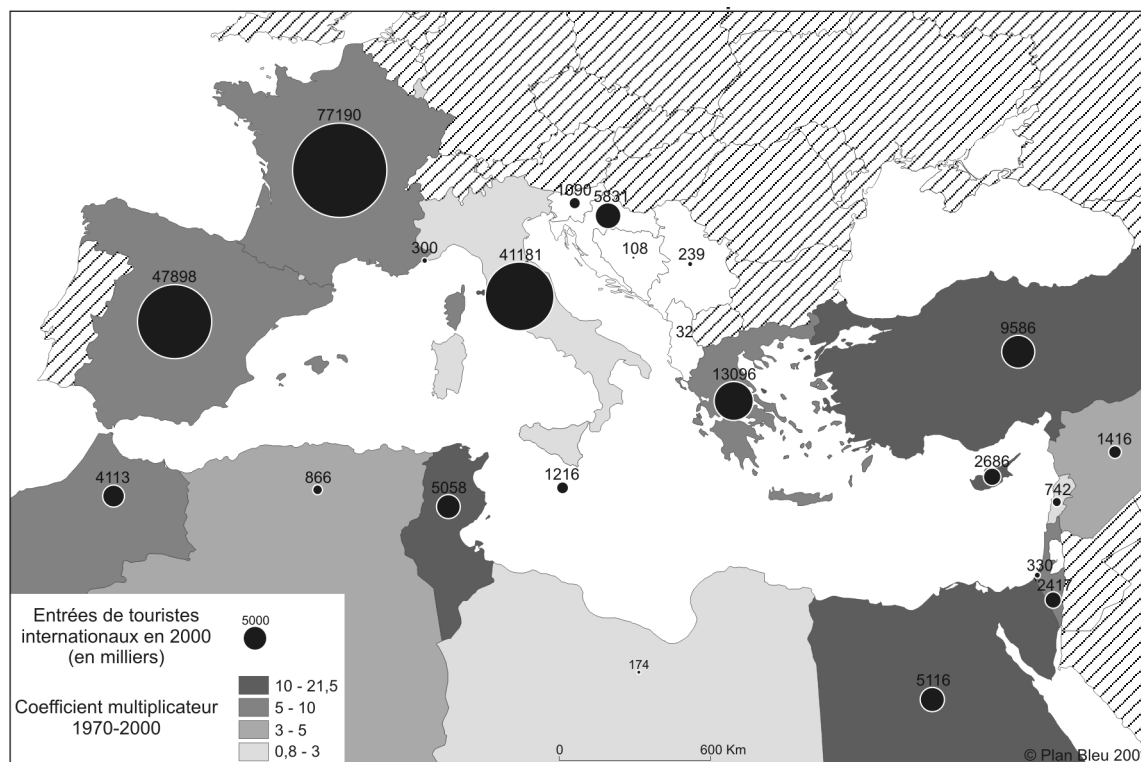 77190
1090
5831
300
41181
108
239
47898
32
9586
13096
1416
4113
866
5058
1216
2686
742
330
2417
174
5116
Entrées de touristes
internationaux en 2000
(en milliers)
5000
Coefficient multiplicateur
1970-2000
10 - 21,5
5 - 10
3 - 5
0,8 - 3
0 600 Km
© Plan Bleu 200